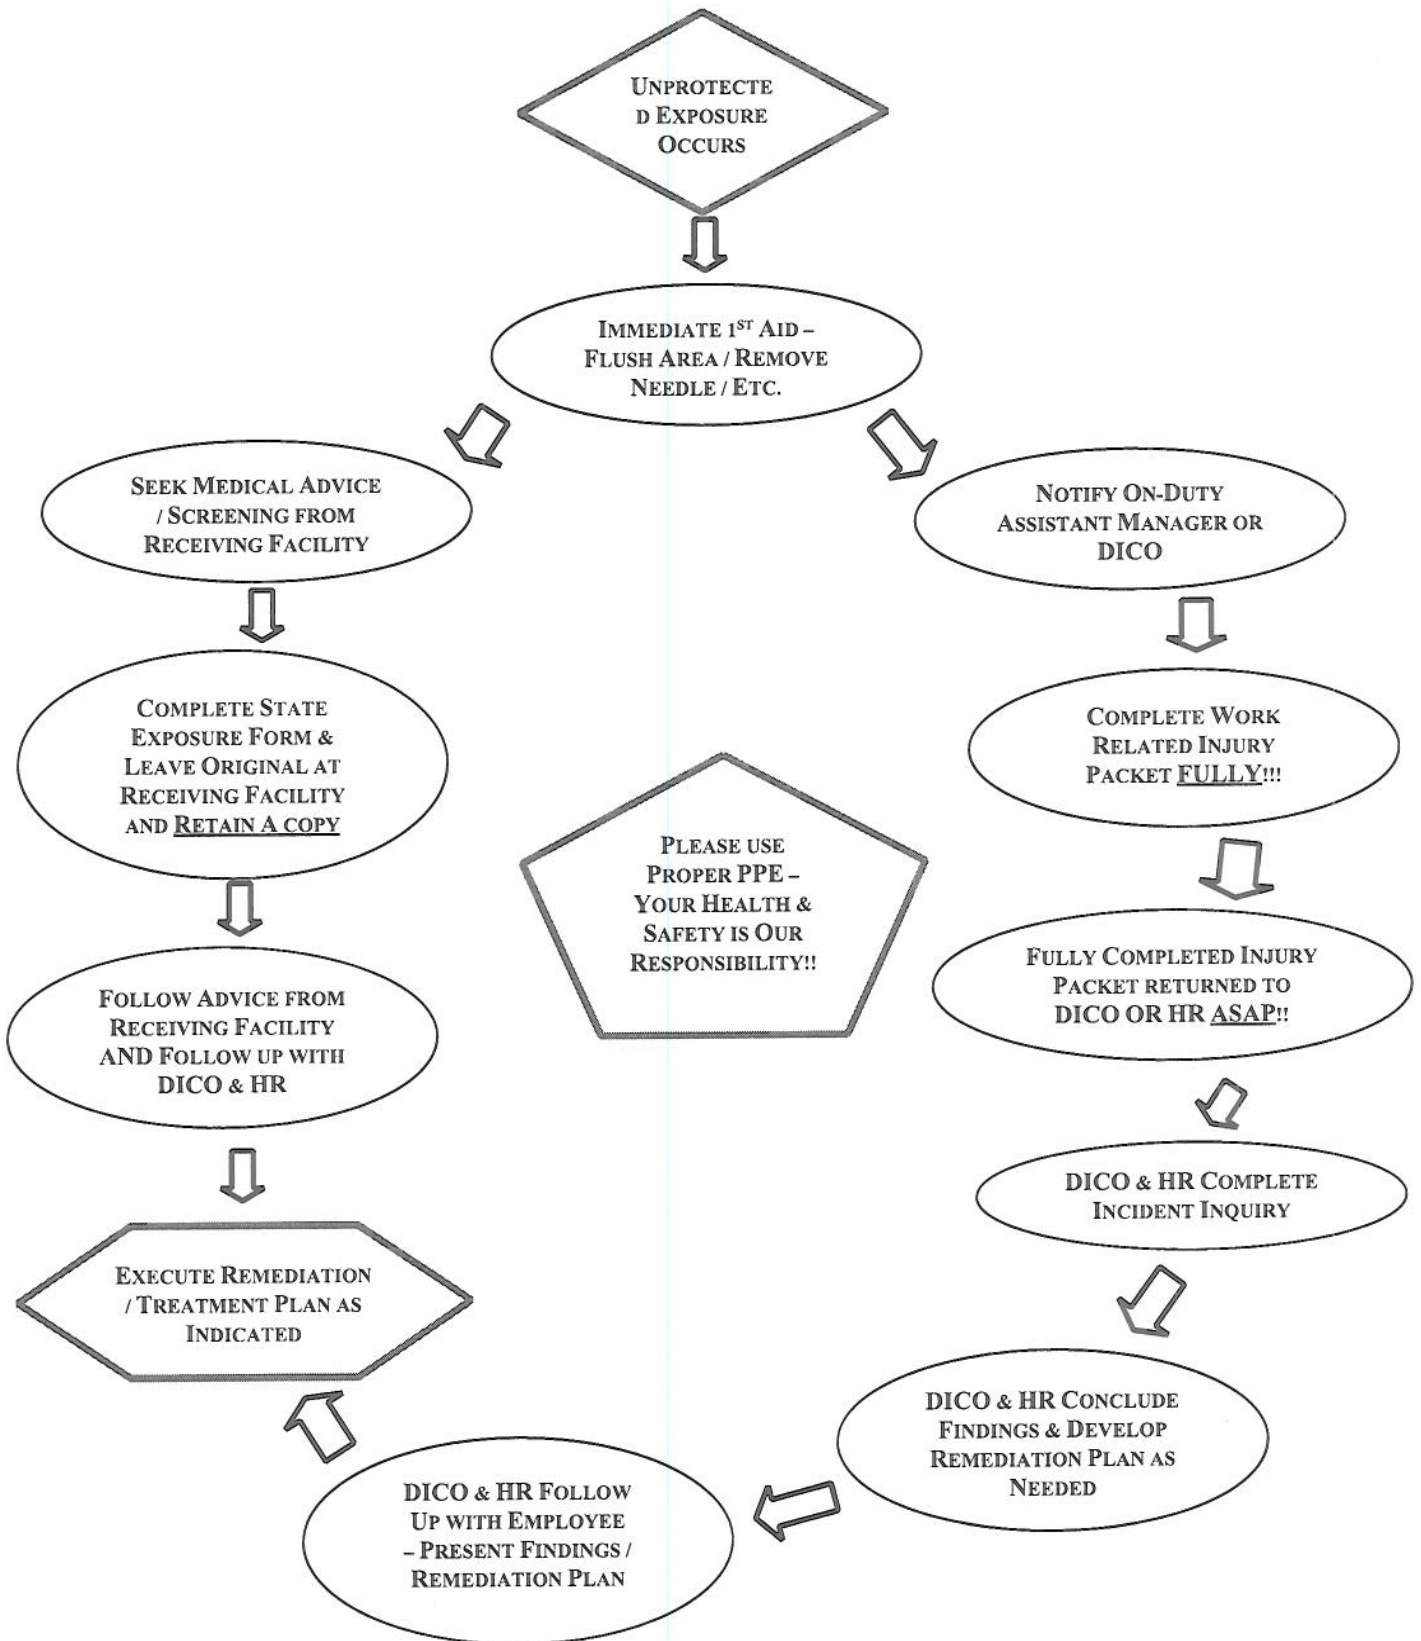 UNPROTECTE
D EXPOSURE
OCCURS
IMMEDIATE 1ST AID –
FLUSH AREA / REMOVE
NEEDLE / ETC.
SEEK MEDICAL ADVICE
/ SCREENING FROM
RECEIVING FACILITY
NOTIFY ON-DUTY
ASSISTANT MANAGER OR
DICO
COMPLETE STATE
EXPOSURE FORM &
LEAVE ORIGINAL AT
RECEIVING FACILITY
AND RETAIN A COPY
COMPLETE WORK
RELATED INJURY
PACKET FULLY!!!
PLEASE USE
PROPER PPE –
YOUR HEALTH &
SAFETY IS OUR
RESPONSIBILITY!!
FOLLOW ADVICE FROM
RECEIVING FACILITY
AND FOLLOW UP WITH
DICO & HR
FULLY COMPLETED INJURY
PACKET RETURNED TO
DICO OR HR ASAP!!
DICO & HR COMPLETE
INCIDENT INQUIRY
EXECUTE REMEDIATION
/ TREATMENT PLAN AS
INDICATED
DICO & HR CONCLUDE
FINDINGS & DEVELOP
REMEDIATION PLAN AS
NEEDED
DICO & HR FOLLOW
UP WITH EMPLOYEE
– PRESENT FINDINGS /
REMEDIATION PLAN